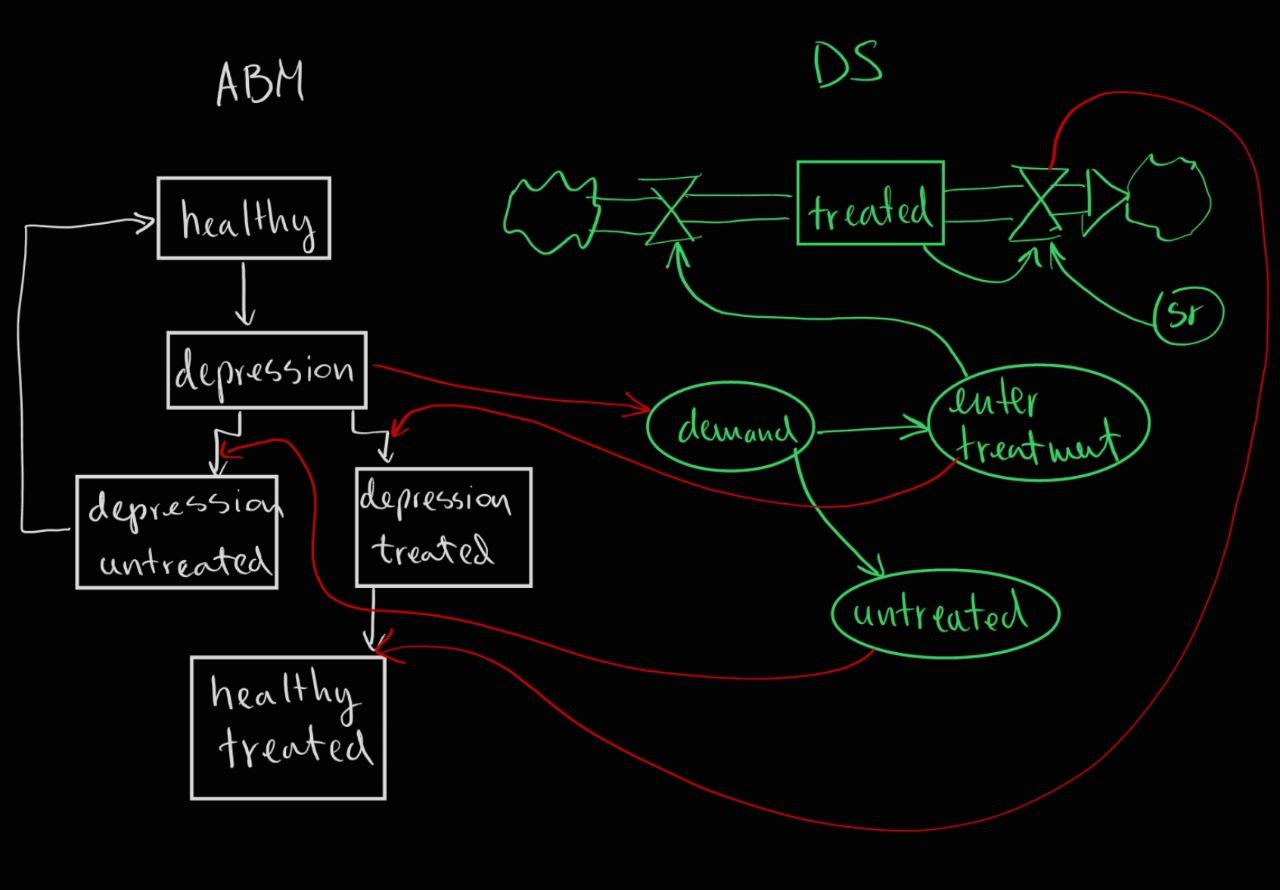 ABM
healthy
depression
depression
untreated
depression
treated
healthy
treated
DS
treated
sr
demand
enter
treatment
untreated